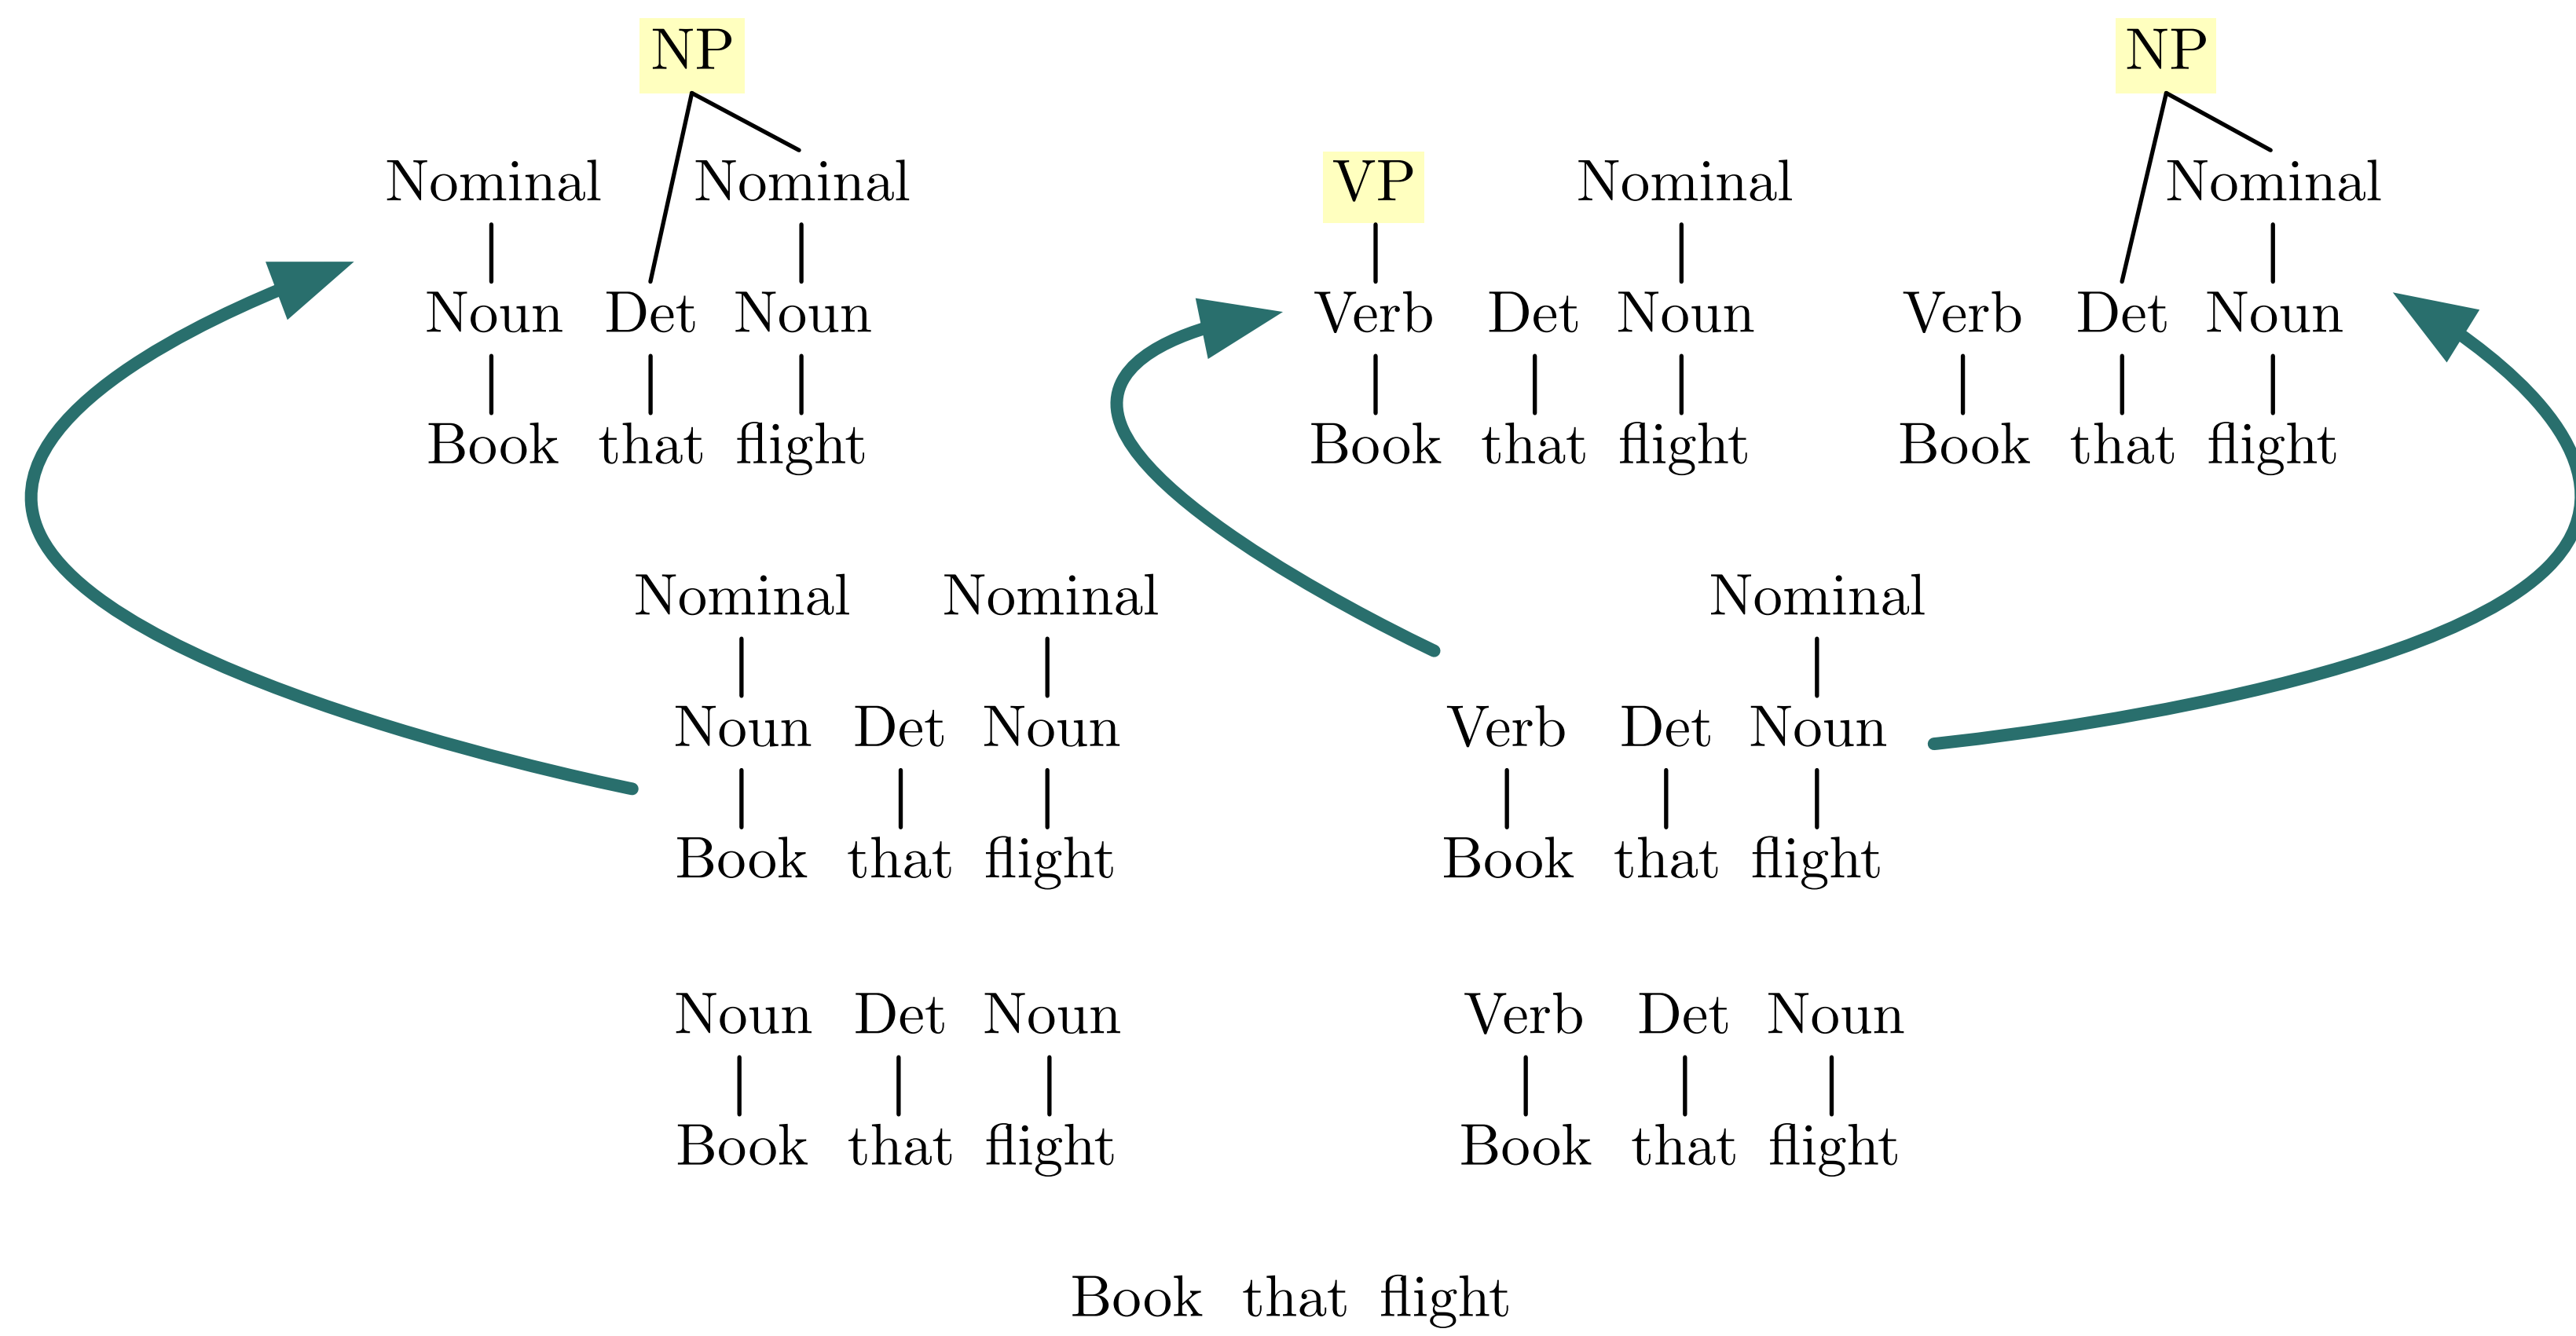 NP NP
Nominal Nominal VP Nominal Nominal
Noun Det Noun Verb Det Noun Verb Det Noun
Book that flight Book that flight Book that flight
Nominal Nominal Nominal
Noun Det Noun Verb Det Noun
Book that flight Book that flight
Noun Det Noun Verb Det Noun
Book that flight Book that flight
Book that flight